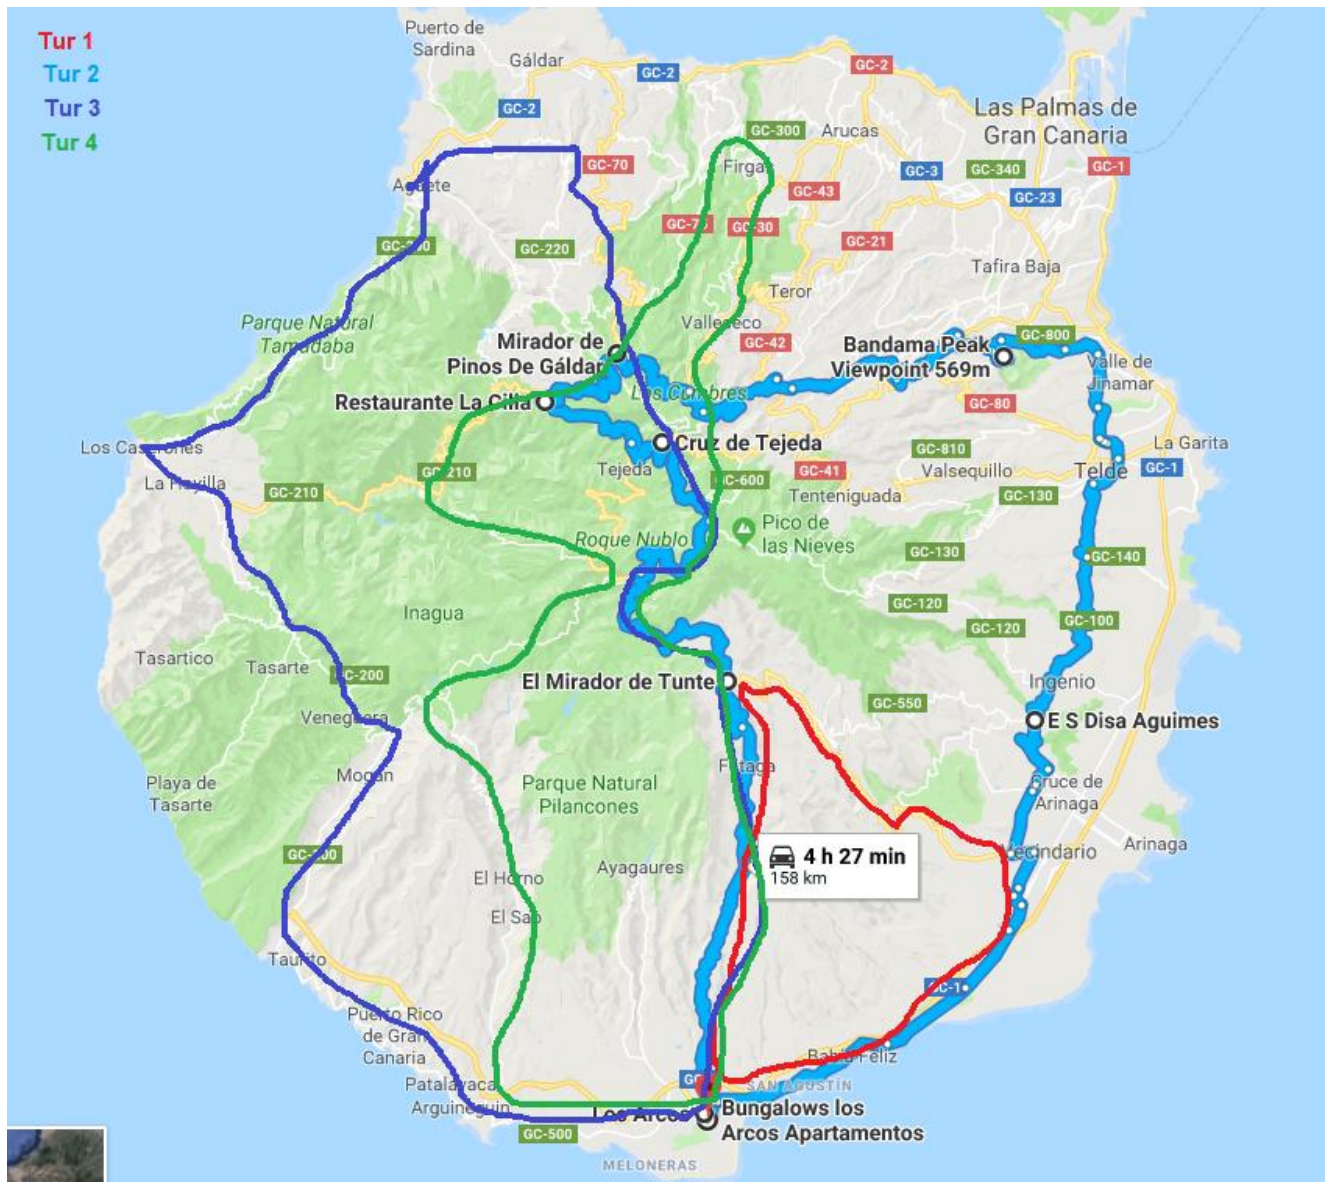 Tur 1
Tur 2
Tur 3
Tur 4
Puerto de
Sardina
Gáldar
GC-2
GC-2
GC-2
Las Palmas de
Gran Canaria
GC-300
Arucas
GC-1
GC-70
Firgas
GC-3
GC-340
GC-43
GC-23
Agaete
GC-30
GC-21
GC-220
Tafira Baja
Teror
Parque Natural
Tamadaba
Valleseco
GC-42
GC-800
Mirador de
Pinos De Gáldar
Bandama Peak
Viewpoint 569m
Valle de
Jinamar
Restaurante La Cilla
Los Cumbres
GC-80
Cruz de Tejeda
La Garita
GC-810
GC-1
Tejeda
GC-41
Valsequillo
Telde
GC-210
GC-600
GC-210
Tenteniguada
GC-130
Roque Nublo
Pico de
las Nieves
GC-130
GC-140
Inagua
GC-120
GC-120
GC-100
Tasartico
Tasarte
GC-200
El Mirador de Tunte
Ingenio
GC-550
Veneguera
E S Disa Aguimes
Mogán
Fataga
Playa de
Tasarte
Parque Natural
Pilancones
Cruce de
Arinaga
Arinaga
Vecindario
4 h 27 min
158 km
GC-200
El Horno
Ayagaures
Taurito
GC-1
Puerto Rico
de Gran
Canaria
Bahía Feliz
Patalavaca
SAN AGUSTÍN
Arguineguín
Los Arcos
Bungalows los
Arcos Apartamentos
GC-500
MELONERAS